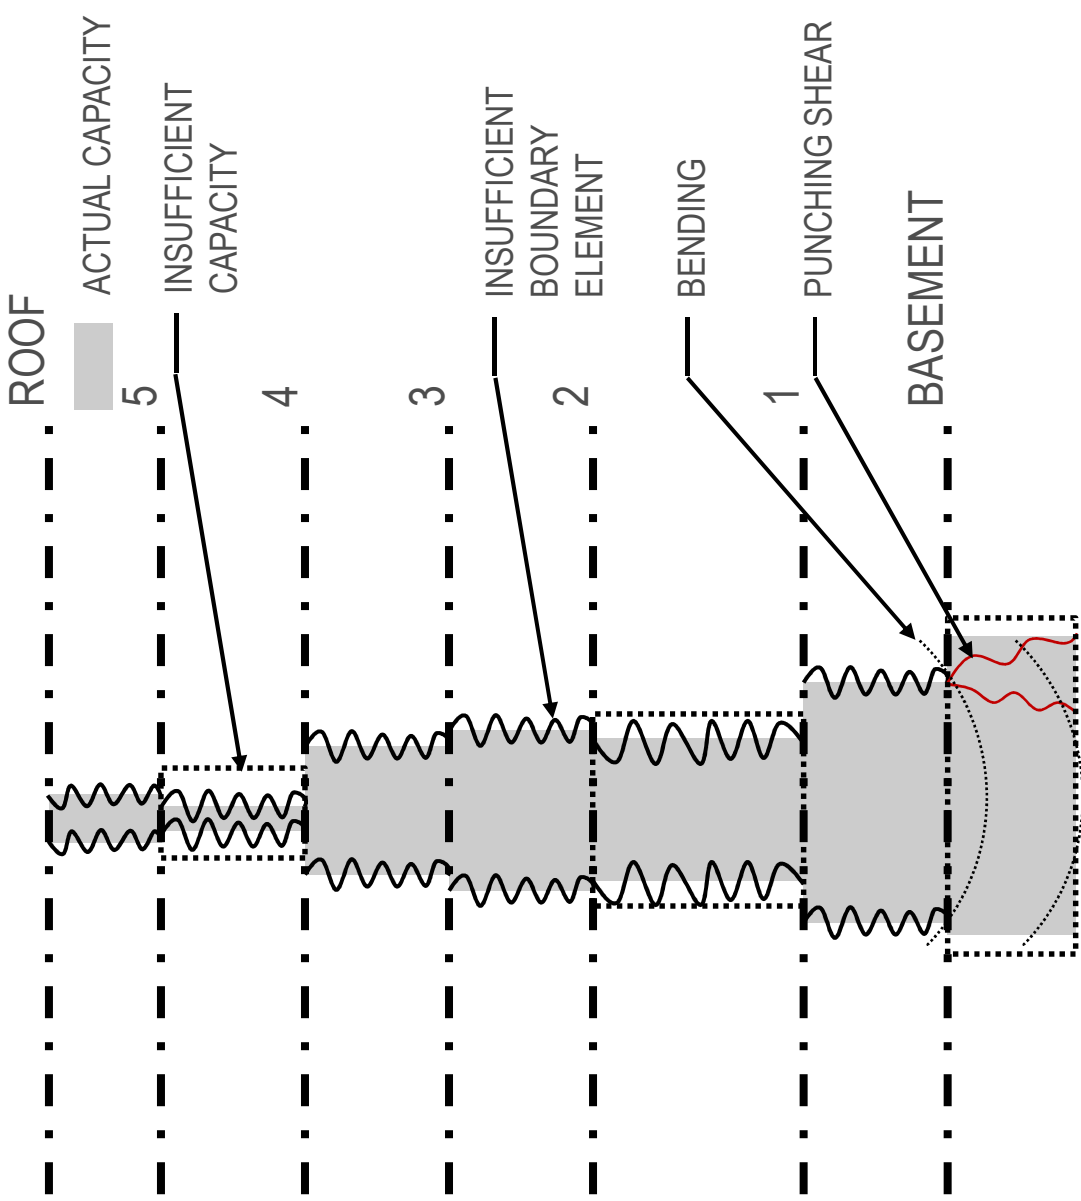 ROOF
ACTUAL CAPACITY
5
INSUFFICIENT
CAPACITY
4
3
INSUFFICIENT
BOUNDARY
ELEMENT
2
BENDING
1
PUNCHING SHEAR
BASEMENT